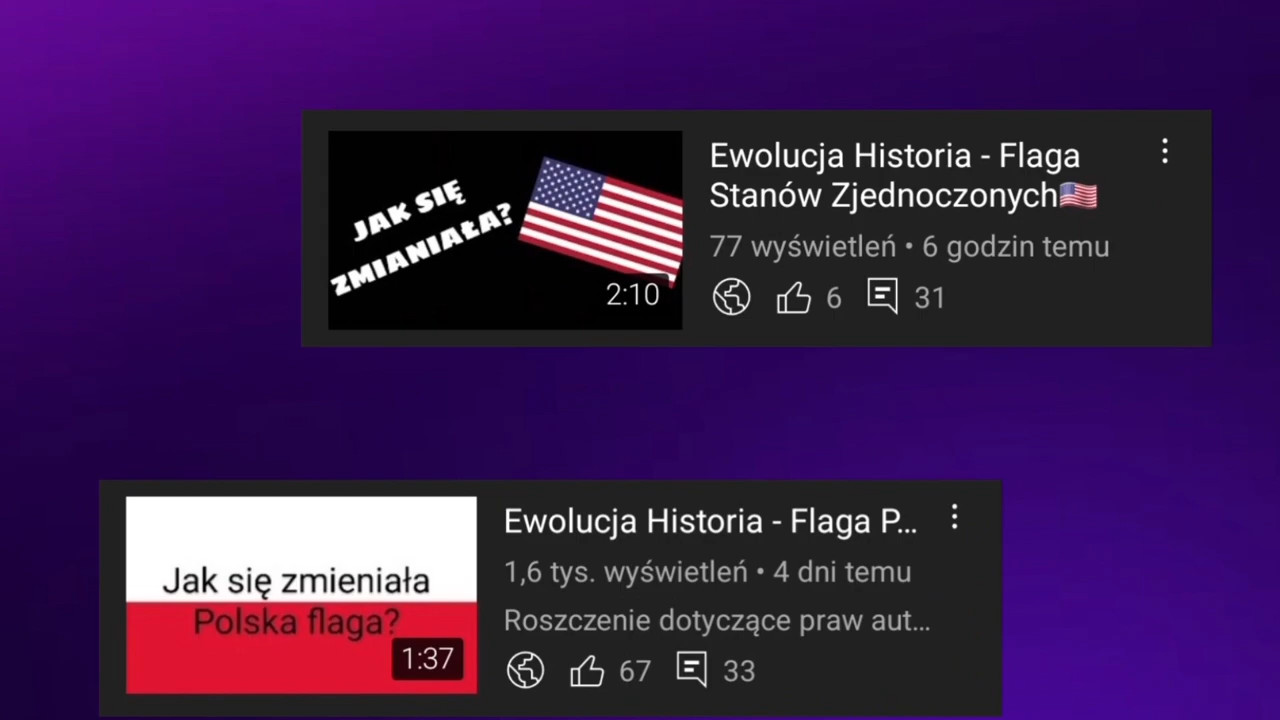 JAK SIĘ
ZMIANIAŁA?
2:10
Ewolucja Historia - Flaga
Stanów Zjednoczonych🇺🇸
77 wyświetleń • 6 godzin temu
6 31
Jak się zmieniała
Polska flaga?
1:37
Ewolucja Historia - Flaga P...
1,6 tys. wyświetleń • 4 dni temu
Roszczenie dotyczące praw aut...
67 33